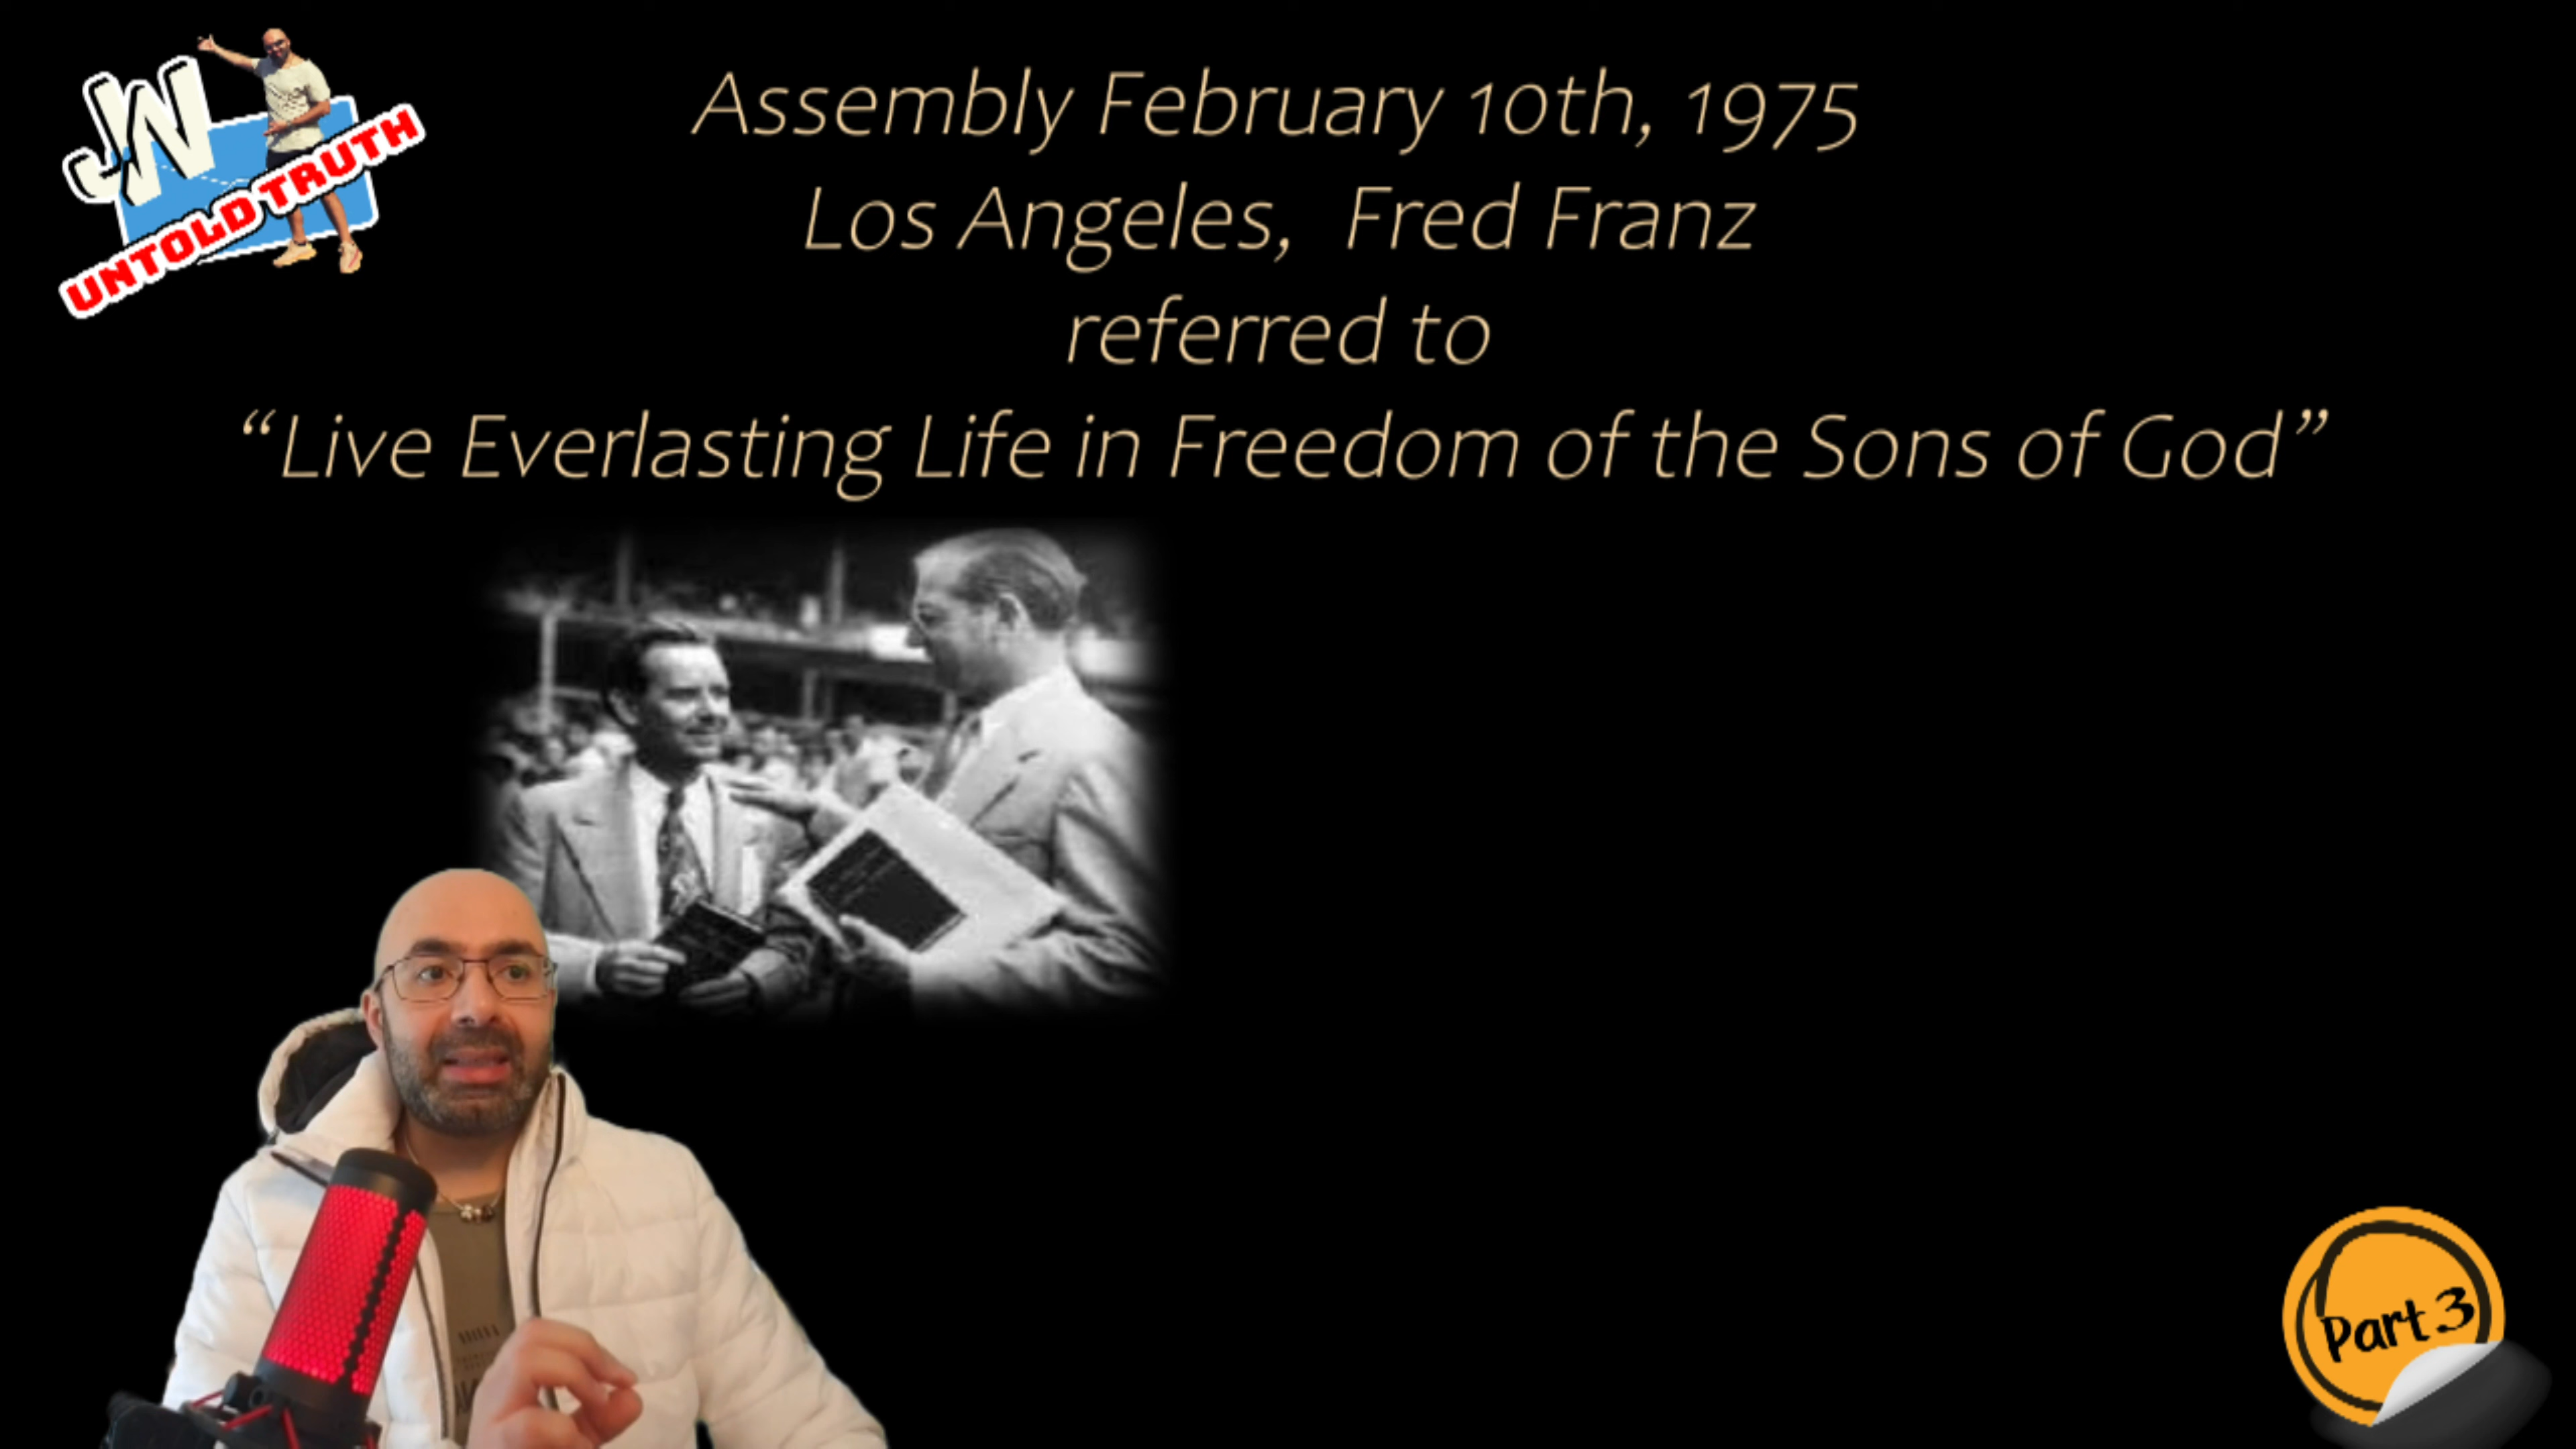 JW
UNTOLD TRUTH
Assembly February 10th, 1975
Los Angeles, Fred Franz
referred to
“Live Everlasting Life in Freedom of the Sons of God”
Part 3